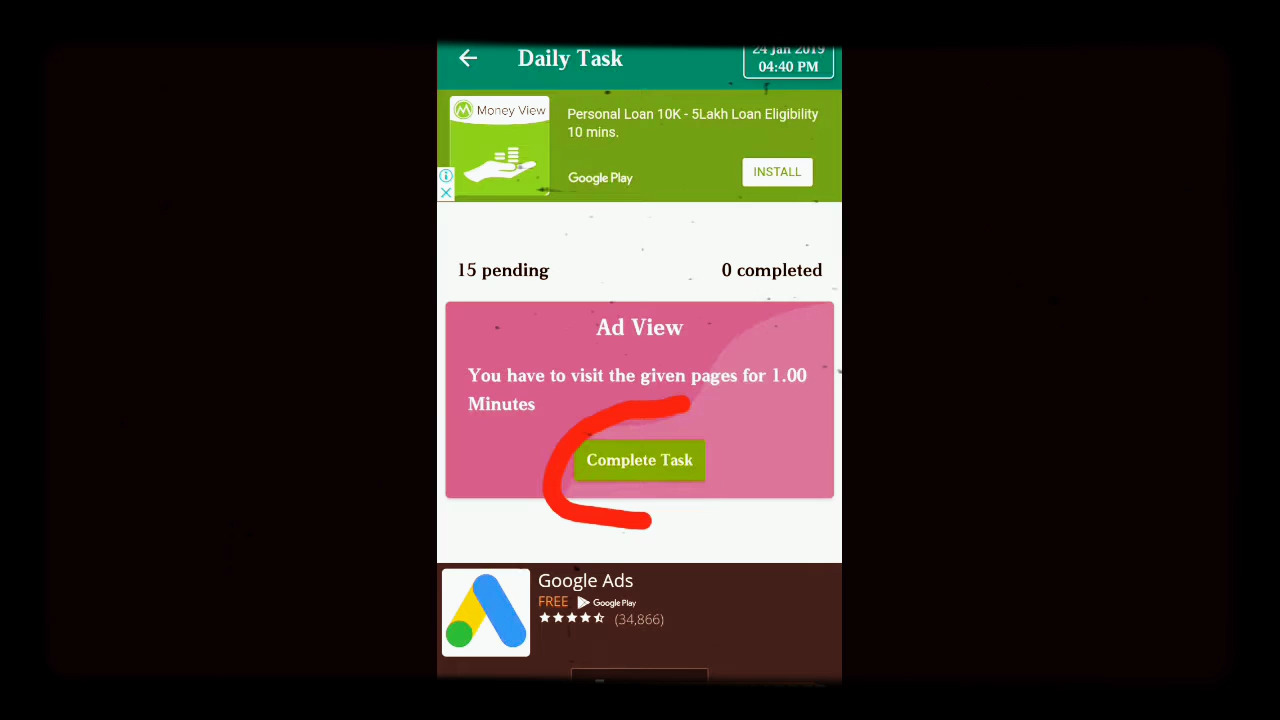 Daily Task
24 Jan 2019
04:40 PM
Money View
Personal Loan 10K - 5Lakh Loan Eligibility
10 mins.
Google Play
INSTALL
15 pending
0 completed
Ad View
You have to visit the given pages for 1.00
Minutes
Complete Task
Google Ads
FREE
Google Play
(34,866)